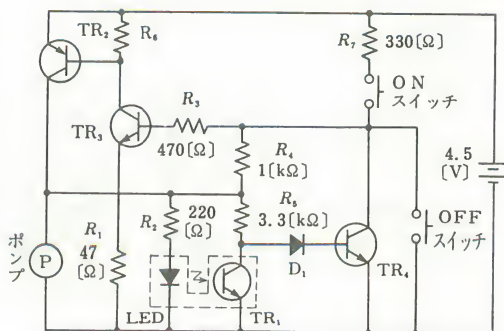 TR₂
R₆
R₇
330〔Ω〕
ON
スイッチ
TR₃
R₃
470〔Ω〕
R₄
1〔kΩ〕
4.5
〔V〕
R₅
3.3〔kΩ〕
OFF
スイッチ
R₂
220
〔Ω〕
R₁
47
〔Ω〕
ポンプ
P
D₁
TR₄
LED
TR₁